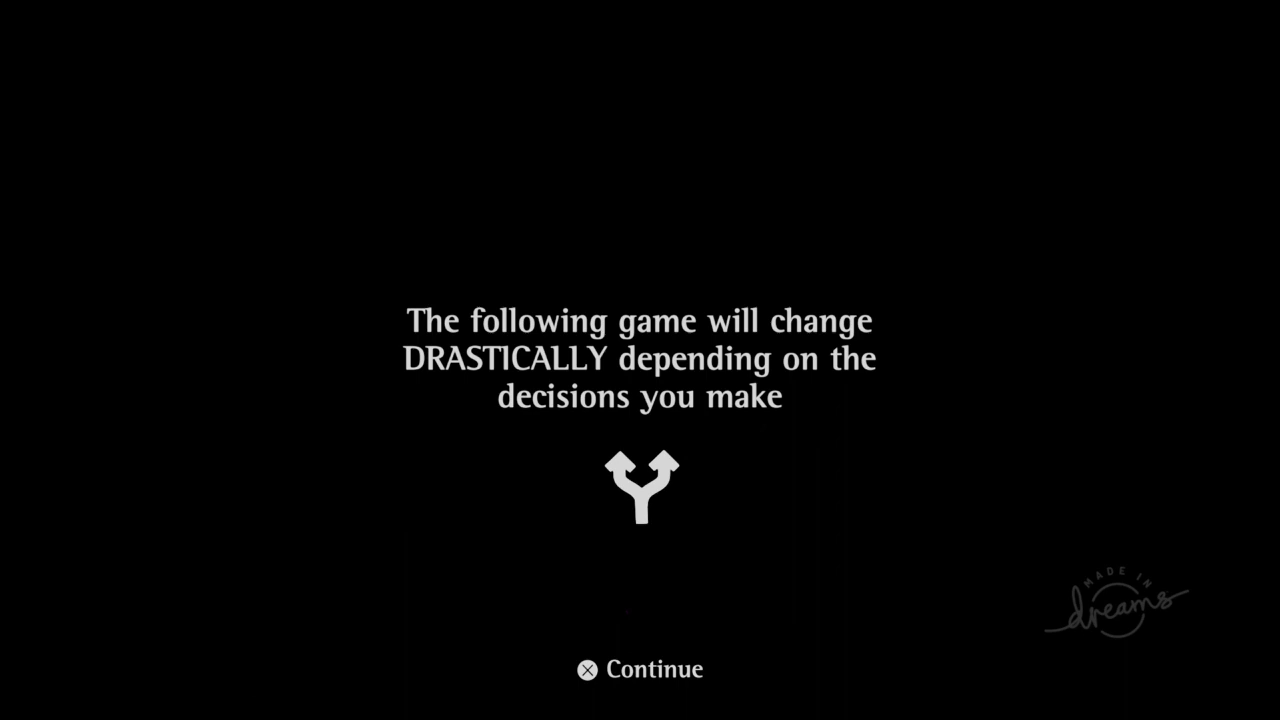 The following game will change
DRASTICALLY depending on the
decisions you make
MADE IN
dreams
Continue